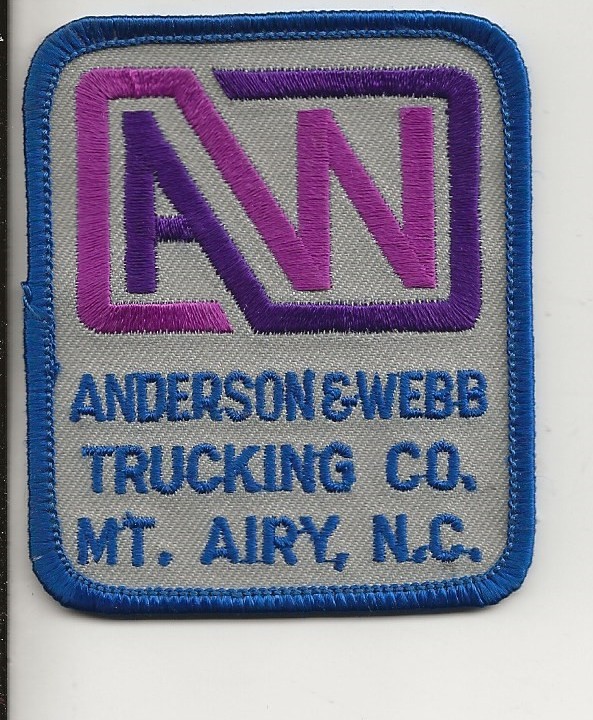 AW
ANDERSON & WEBB
TRUCKING CO.
MT. AIRY, N.C.